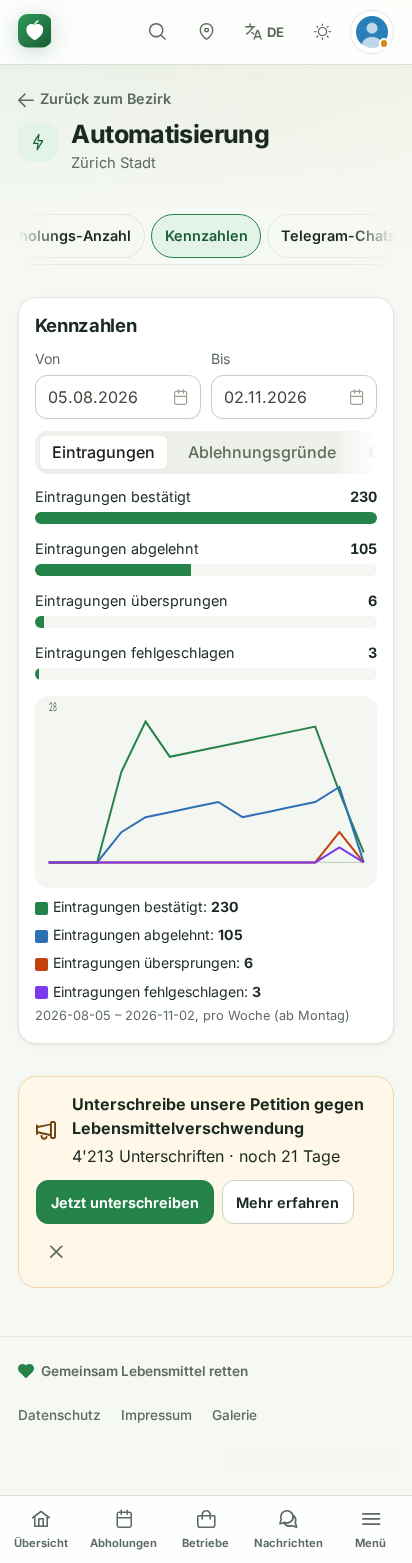 DE
Zurück zum Bezirk
Automatisierung
Zürich Stadt
holungs-Anzahl
Kennzahlen
Telegram-Chats
Kennzahlen
Von
Bis
05.08.2026
02.11.2026
Eintragungen
Ablehnungsgründe
Eintragungen bestätigt 230
Eintragungen abgelehnt 105
Eintragungen übersprungen 6
Eintragungen fehlgeschlagen 3
28
Eintragungen bestätigt: 230
Eintragungen abgelehnt: 105
Eintragungen übersprungen: 6
Eintragungen fehlgeschlagen: 3
2026-08-05 – 2026-11-02, pro Woche (ab Montag)
Unterschreibe unsere Petition gegen
Lebensmittelverschwendung
4'213 Unterschriften · noch 21 Tage
Jetzt unterschreiben
Mehr erfahren
Gemeinsam Lebensmittel retten
Datenschutz Impressum Galerie
Übersicht Abholungen Betriebe Nachrichten Menü